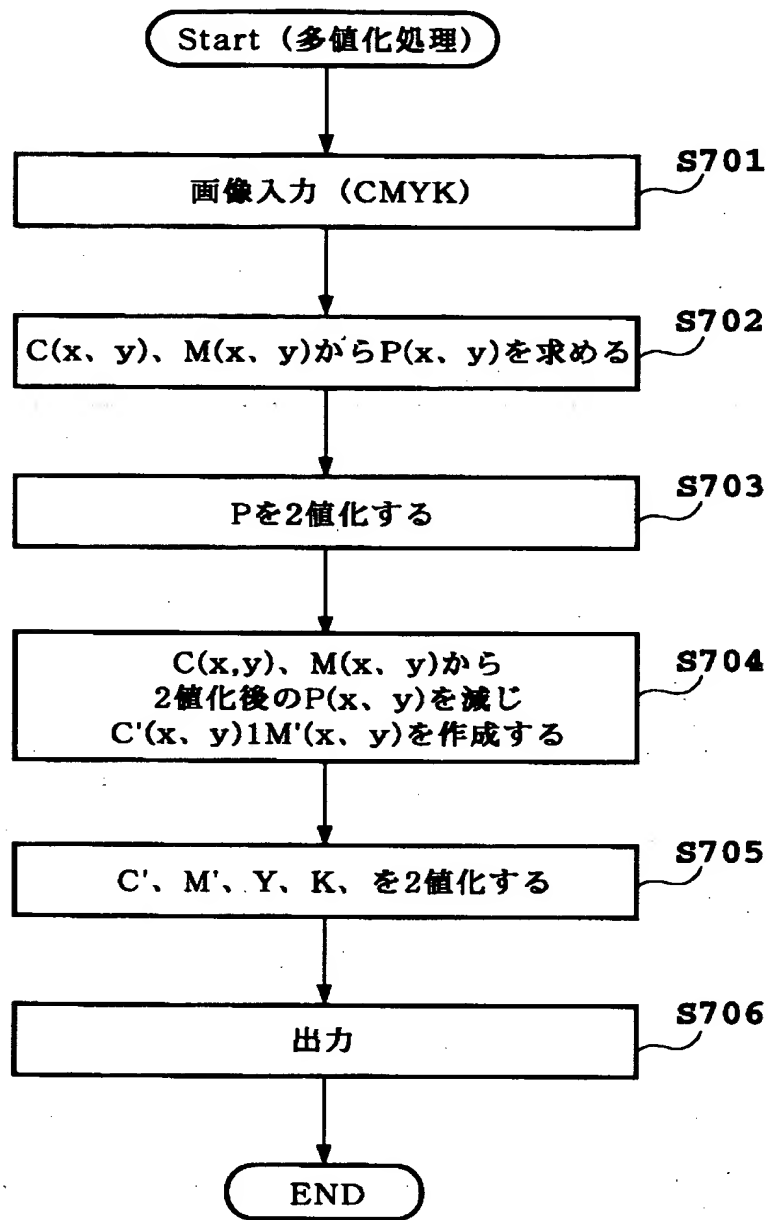 Start (多値化処理)
S701
画像入力 (CMYK)
S702
C(x、y)、M(x、y)からP(x、y)を求める
S703
Pを2値化する
S704
C(x,y)、M(x、y)から
2値化後のP(x、y)を減じ
C'(x、y)1M'(x、y)を作成する
S705
C'、M'、Y、K、を2値化する
S706
出力
END